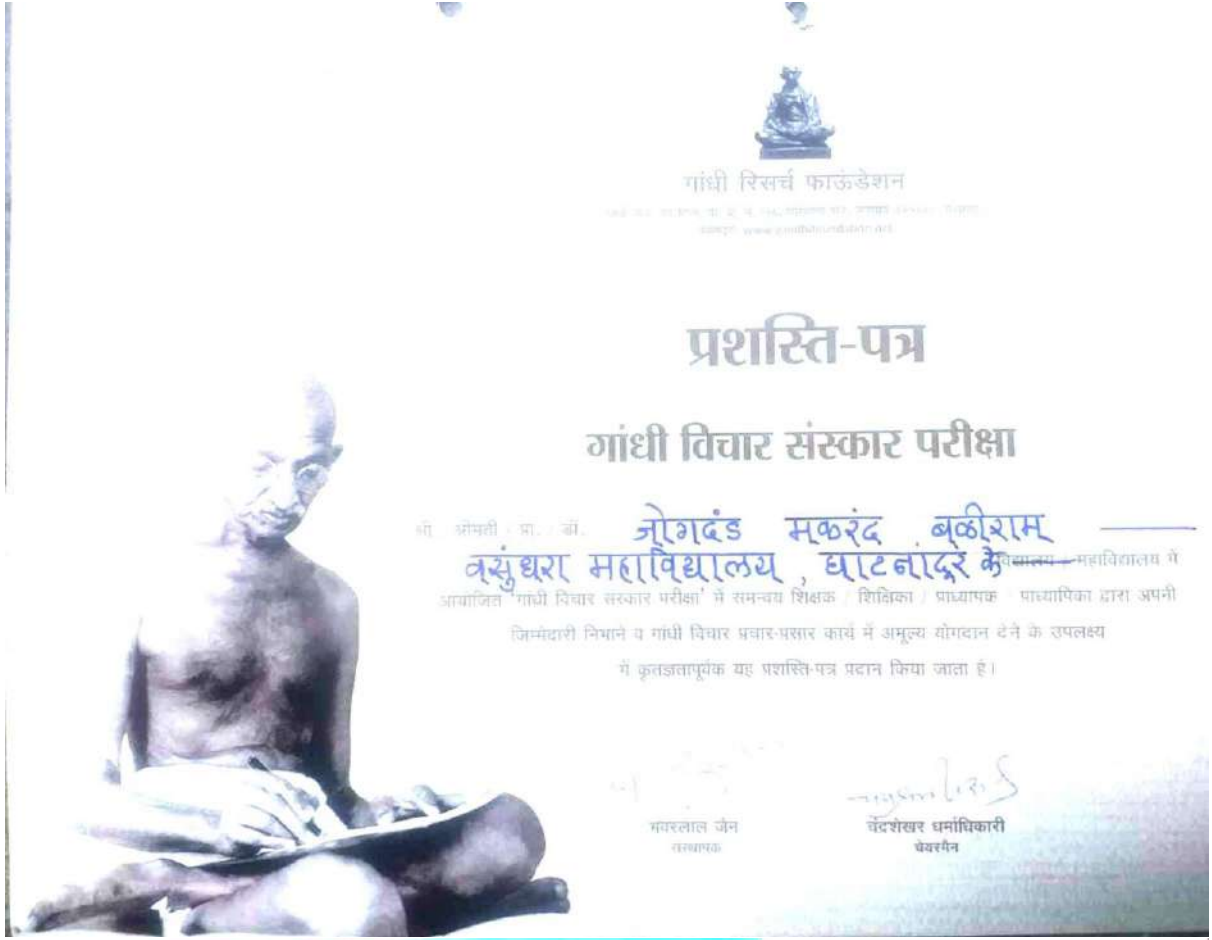 गांधी रिसर्च फाऊंडेशन
प्रशस्ति-पत्र
गांधी विचार संस्कार परीक्षा
श्री / श्रीमती / प्रा. / डॉ. जोगदंड मकरंद बळीराम
वसुंधरा महाविद्यालय, घाटनांदूर के विद्यालय / महाविद्यालय में
आयोजित 'गांधी विचार संस्कार परीक्षा' में समन्वय शिक्षक / शिक्षिका / प्राध्यापक / प्राध्यापिका द्वारा अपनी
जिम्मेदारी निभाने व गांधी विचार प्रचार-प्रसार कार्य में अमूल्य योगदान देने के उपलक्ष्य
में कृतज्ञतापूर्वक यह प्रशस्ति-पत्र प्रदान किया जाता है।
भवरलाल जैन चंद्रशेखर धर्माधिकारी
संस्थापक चेयरमैन